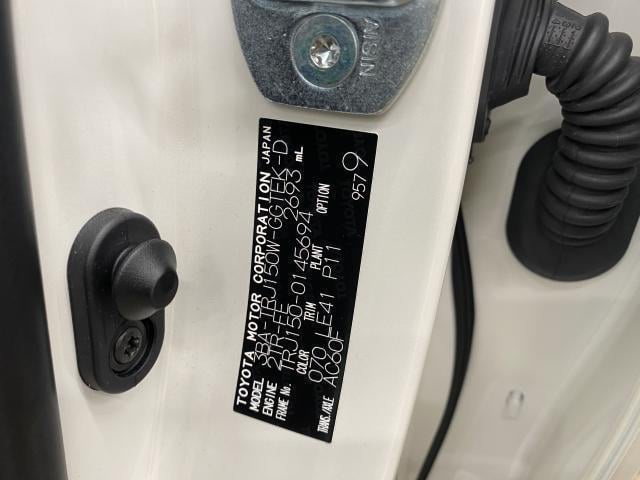 AISIN
TOYOTA MOTOR CORPORATION JAPAN
MODEL 3BA-TRJ150W-GGTEK-D
ENGINE 2TR-FE 2693 mL
FRAME No. TRJ150-0145694
COLOR TRIM PLANT OPTION
070 LE41 P11 9579
TRANS./AXLE AC60F